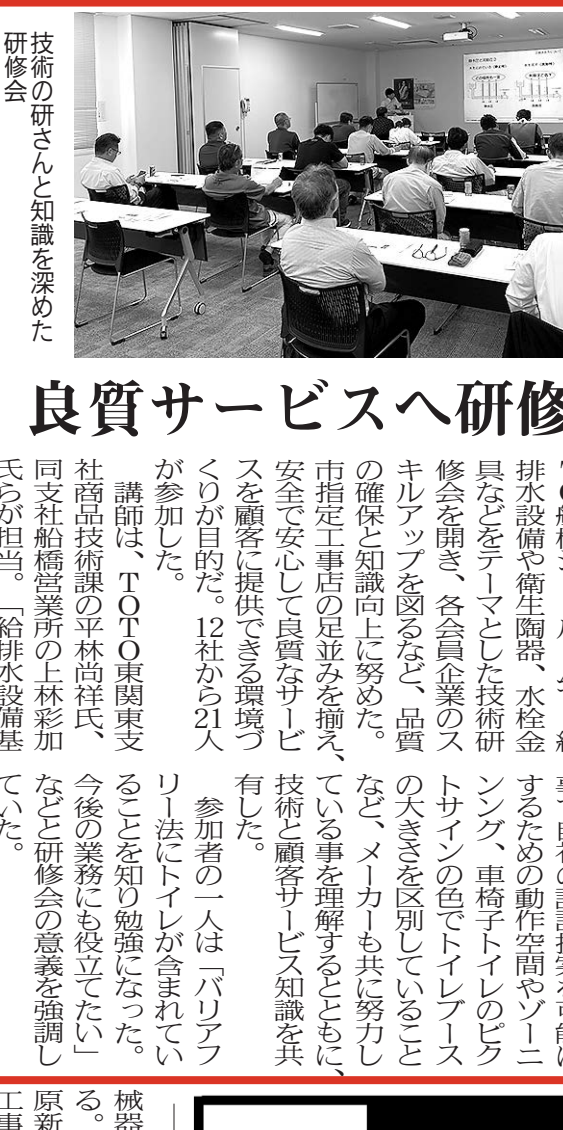 技術の研さんと知識を深めた
研修会
良質サービスへ研修
排水設備や衛生陶器、水栓金
具などをテーマとした技術研
修会を開き、各会員企業のス
キルアップを図るなど、品質
の確保と知識向上に努めた。
市指定工事店の足並みを揃え、
安全で安心して良質なサービ
スを顧客に提供できる環境づ
くりが目的だ。12社から21人
が参加した。
講師は、TOTO東関東支
社商品技術課の平林尚祥氏、
同支社船橋営業所の上林彩加
氏らが担当。「給排水設備基
するための動作空間やゾーニ
ング、車椅子トイレのピク
トサインの色でトイレブース
の大きさを区別していること
など、メーカーも共に努力し
ている事を理解するとともに、
技術と顧客サービス知識を共
有した。
参加者の一人は「バリアフ
リー法にトイレが含まれてい
ることを知り勉強になった。
今後の業務にも役立てたい」
などと研修会の意義を強調し
ていた。
械器
る。
原新
工事